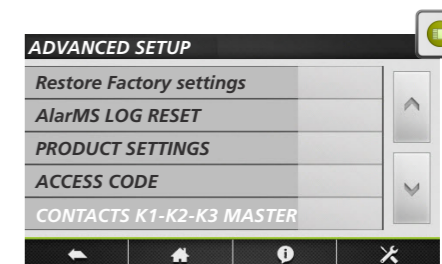 ADVANCED SETUP
Restore Factory settings
AlarMS LOG RESET
PRODUCT SETTINGS
ACCESS CODE
CONTACTS K1-K2-K3 MASTER